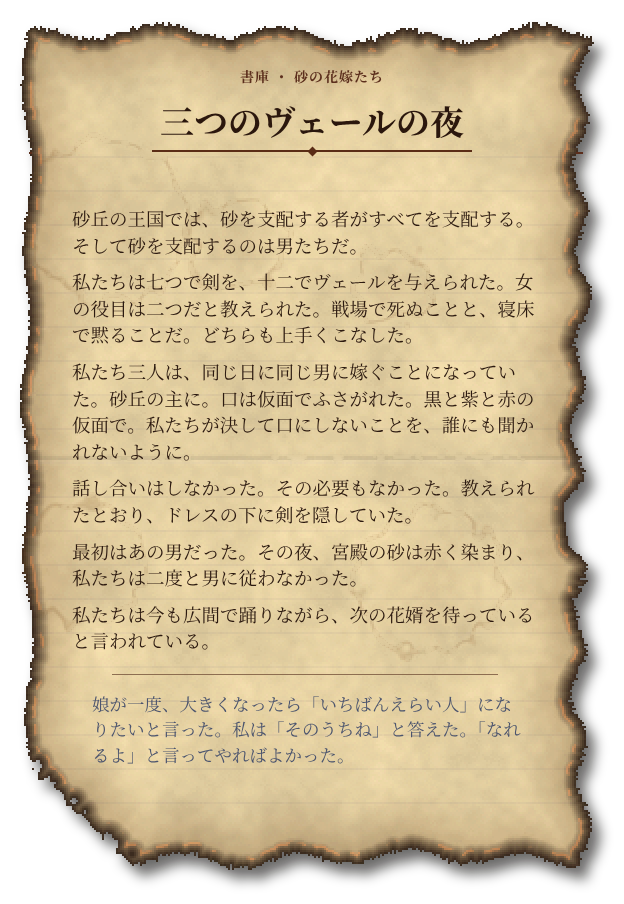 書庫 ・ 砂の花嫁たち
三つのヴェールの夜
砂丘の王国では、砂を支配する者がすべてを支配する。
そして砂を支配するのは男たちだ。
私たちは七つで剣を、十二でヴェールを与えられた。女
の役目は二つだと教えられた。戦場で死ぬことと、寝床
で黙ることだ。どちらも上手くこなした。
私たち三人は、同じ日に同じ男に嫁ぐことになってい
た。砂丘の主に。口は仮面でふさがれた。黒と紫と赤の
仮面で。私たちが決して口にしないことを、誰にも聞か
れないように。
話し合いはしなかった。その必要もなかった。教えられ
たとおり、ドレスの下に剣を隠していた。
最初はあの男だった。その夜、宮殿の砂は赤く染まり、
私たちは二度と男に従わなかった。
私たちは今も広間で踊りながら、次の花婿を待っている
と言われている。
娘が一度、大きくなったら「いちばんえらい人」にな
りたいと言った。私は「そのうちね」と答えた。「なれ
るよ」と言ってやればよかった。